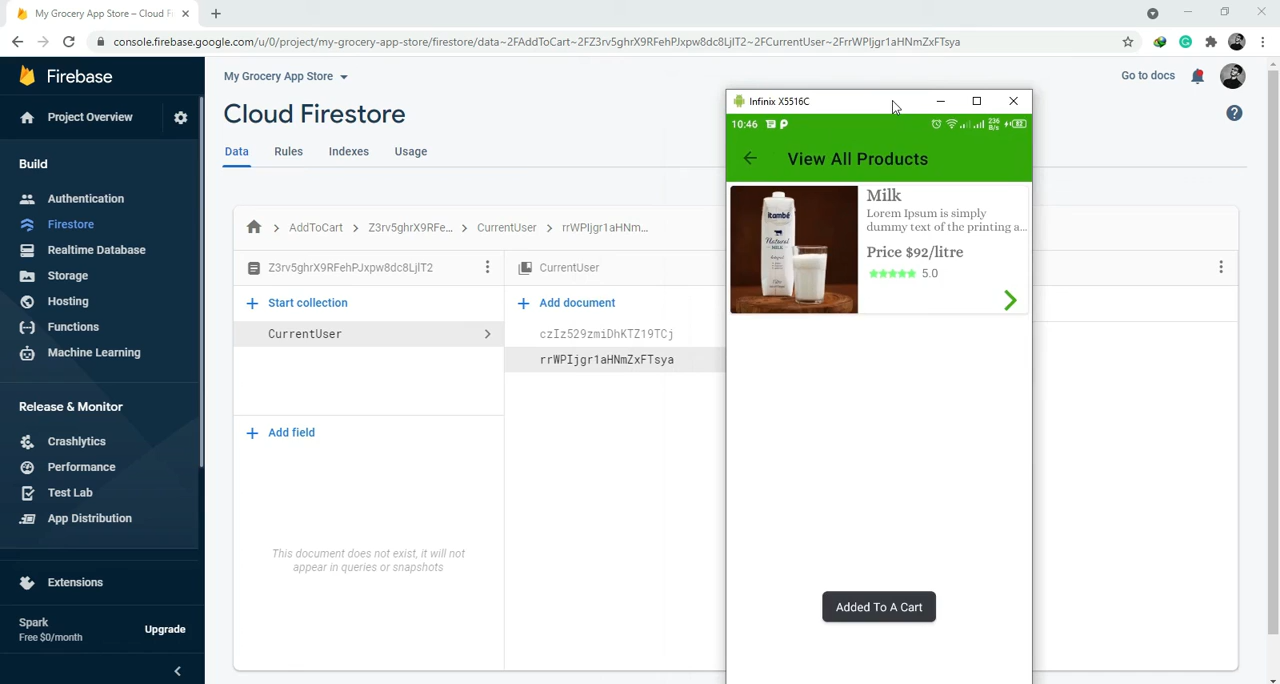 My Grocery App Store – Cloud Fi
console.firebase.google.com/u/0/project/my-grocery-app-store/firestore/data~2FAddToCart~2FZ3rv5ghrX9RFehPJxpw8dc8LjlT2~2FCurrentUser~2FrrWPIjgr1aHNmZxFTsya
Firebase
Project Overview
Build
Authentication
Firestore
Realtime Database
Storage
Hosting
Functions
Machine Learning
Release & Monitor
Crashlytics
Performance
Test Lab
App Distribution
Extensions
Spark
Free $0/month
Upgrade
My Grocery App Store
Go to docs
Cloud Firestore
Data
Rules
Indexes
Usage
AddToCart
Z3rv5ghrX9RFe...
CurrentUser
rrWPIjgr1aHNm...
Z3rv5ghrX9RFehPJxpw8dc8LjlT2
Start collection
CurrentUser
Add field
This document does not exist, it will not
appear in queries or snapshots
CurrentUser
Add document
czIz529zmiDhKTZ19TCj
rrWPIjgr1aHNmZxFTsya
Infinix X5516C
10:46
236
B/s
83
View All Products
itambé
Natural
MILK
Milk
Lorem Ipsum is simply
dummy text of the printing a...
Price $92/litre
5.0
Added To A Cart